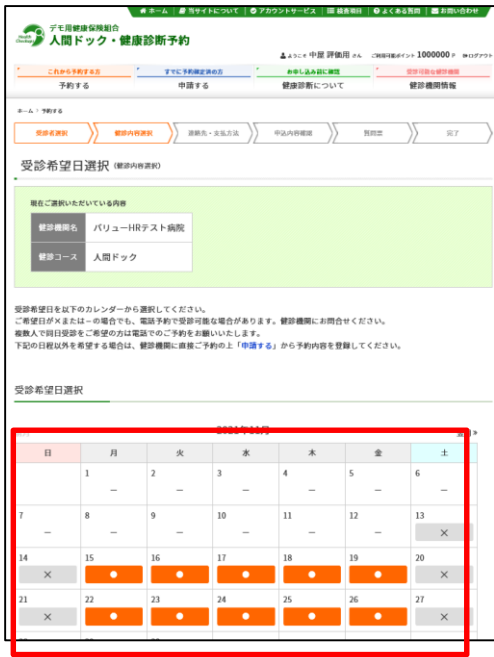 ホーム
当サイトについて
アカウントサービス
検査項目
よくある質問
お問い合わせ
デモ用健康保険組合
人間ドック・健康診断予約
ようこそ 中屋 評価用 さん
ご利用可能ポイント 1000000 P
ログアウト
これから予約する方
予約する
すでに予約確定済の方
申請する
お申し込み前に確認
健康診断について
受診可能な健診機関
健診機関情報
ホーム > 予約する
受診者選択
健診内容選択
連絡先・支払方法
申込内容確認
質問票
完了
受診希望日選択 (健診内容選択)
現在ご選択いただいている内容
健診機関名 バリューHRテスト病院
健診コース 人間ドック
受診希望日を以下のカレンダーから選択してください。
ご希望日が×または－の場合でも、電話予約で受診可能な場合があります。健診機関にお問合せください。
複数人で同日受診をご希望の方は電話でのご予約をお願いいたします。
下記の日程以外を希望する場合は、健診機関に直接ご予約の上「申請する」から予約内容を登録してください。
受診希望日選択
日 月 火 水 木 金 土
1 2 3 4 5 6
－ － － － － －
7 8 9 10 11 12 13
－ － － － － － ×
14 15 16 17 18 19 20
× ● ● ● ● ● ×
21 22 23 24 25 26 27
× ● ● ● ● ● ×